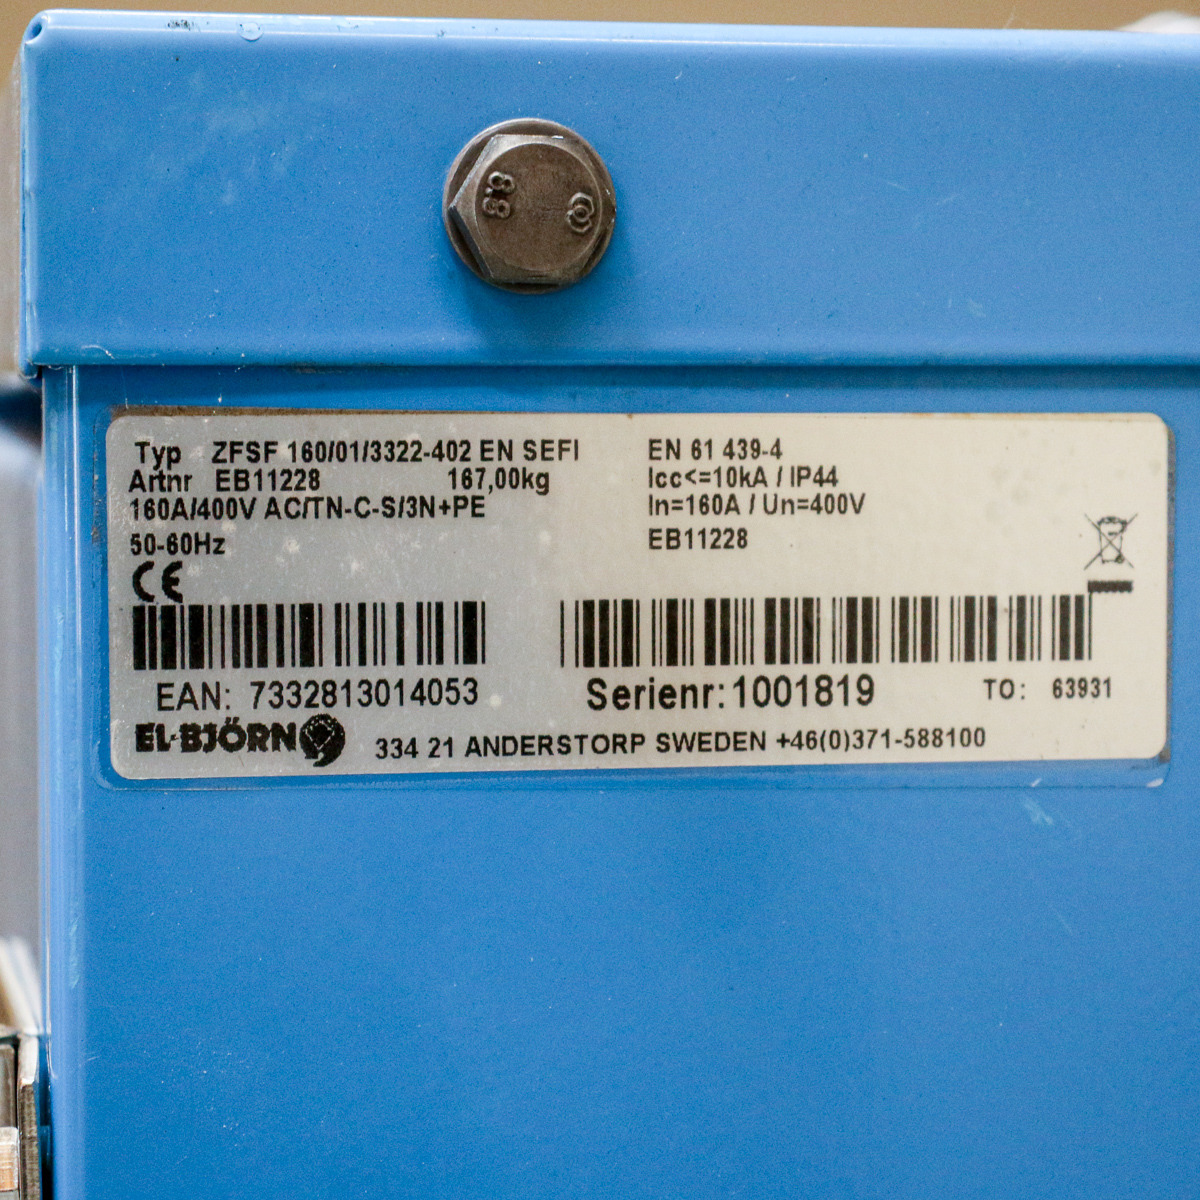 8.8
Typ ZFSF 160/01/3322-402 EN SEFI
Artnr EB11228 167,00kg
160A/400V AC/TN-C-S/3N+PE
50-60Hz
CE
EN 61 439-4
Icc<=10kA / IP44
In=160A / Un=400V
EB11228
EAN: 7332813014053
Serienr: 1001819
TO: 63931
EL-BJÖRN
334 21 ANDERSTORP SWEDEN +46(0)371-588100